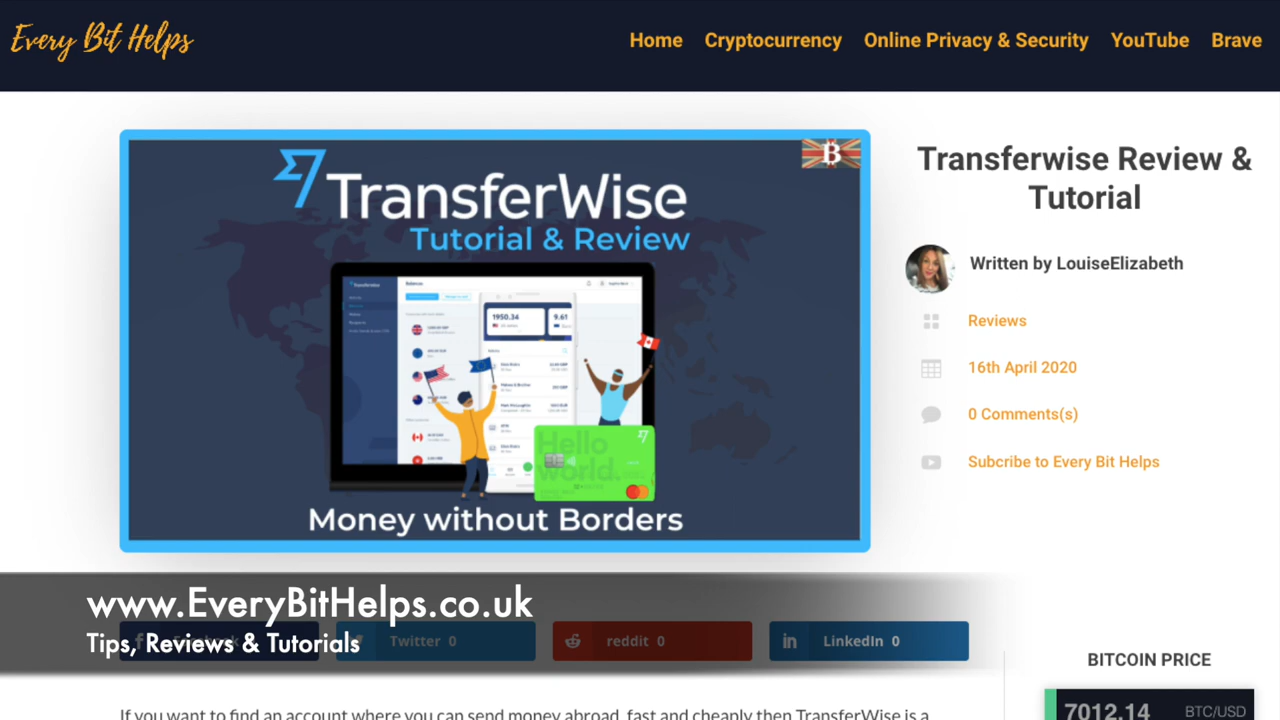 Every Bit Helps
Home Cryptocurrency Online Privacy & Security YouTube Brave
TransferWise
Tutorial & Review
1950.34 9.61
Hello
world.
Money without Borders
Transferwise Review &
Tutorial
Written by LouiseElizabeth
Reviews
16th April 2020
0 Comments(s)
Subcribe to Every Bit Helps
www.EveryBitHelps.co.uk
Tips, Reviews & Tutorials
Twitter 0
reddit 0
LinkedIn 0
BITCOIN PRICE
7012.14 BTC/USD
If you want to find an account where you can send money abroad, fast and cheaply then TransferWise is a